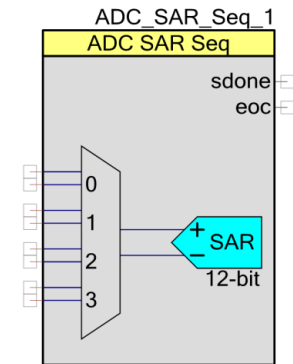 ADC_SAR_Seq_1
ADC SAR Seq
sdone
eoc
0
1
2
3
+
SAR
−
12-bit